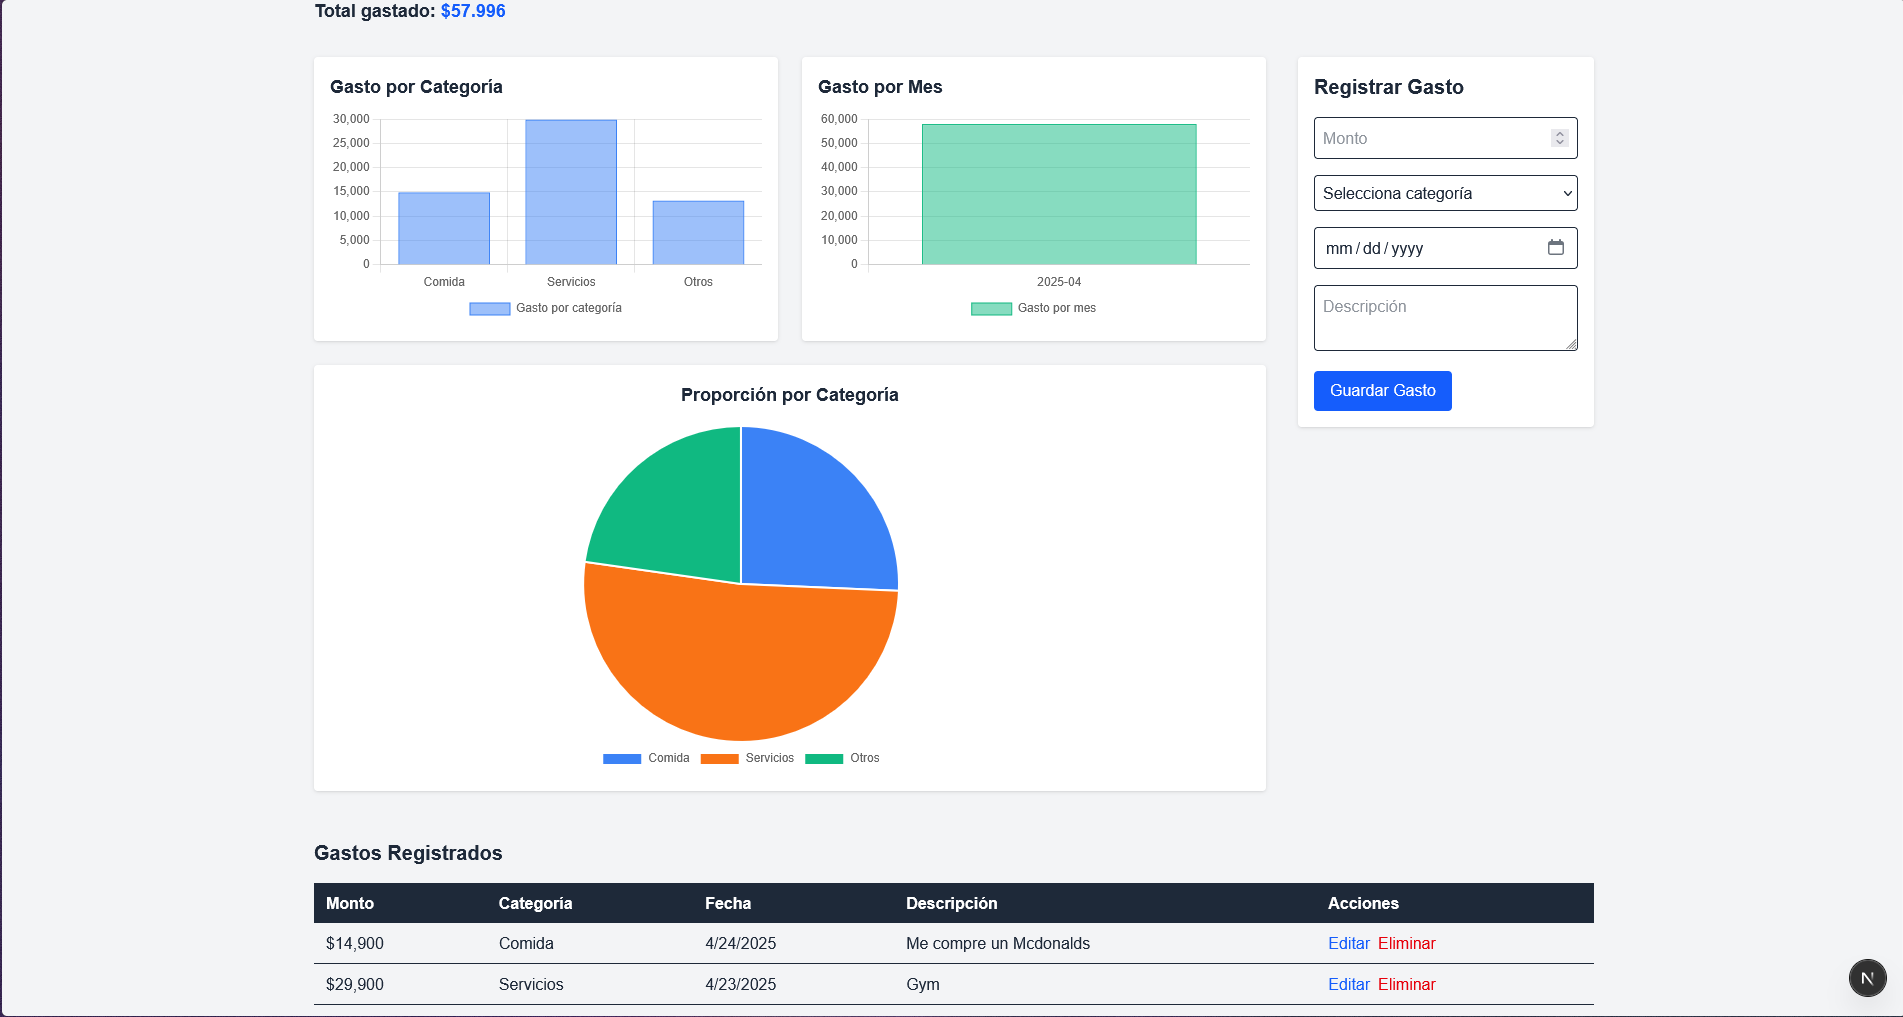 Total gastado: $57.996
Gasto por Categoría
30,000
25,000
20,000
15,000
10,000
5,000
0
Comida Servicios Otros
Gasto por categoría
Gasto por Mes
60,000
50,000
40,000
30,000
20,000
10,000
0
2025-04
Gasto por mes
Registrar Gasto
Monto
Selecciona categoría
mm/dd/yyyy
Descripción
Guardar Gasto
Proporción por Categoría
Comida Servicios Otros
Gastos Registrados
Monto Categoría Fecha Descripción Acciones
$14,900 Comida 4/24/2025 Me compre un Mcdonalds Editar Eliminar
$29,900 Servicios 4/23/2025 Gym Editar Eliminar
N